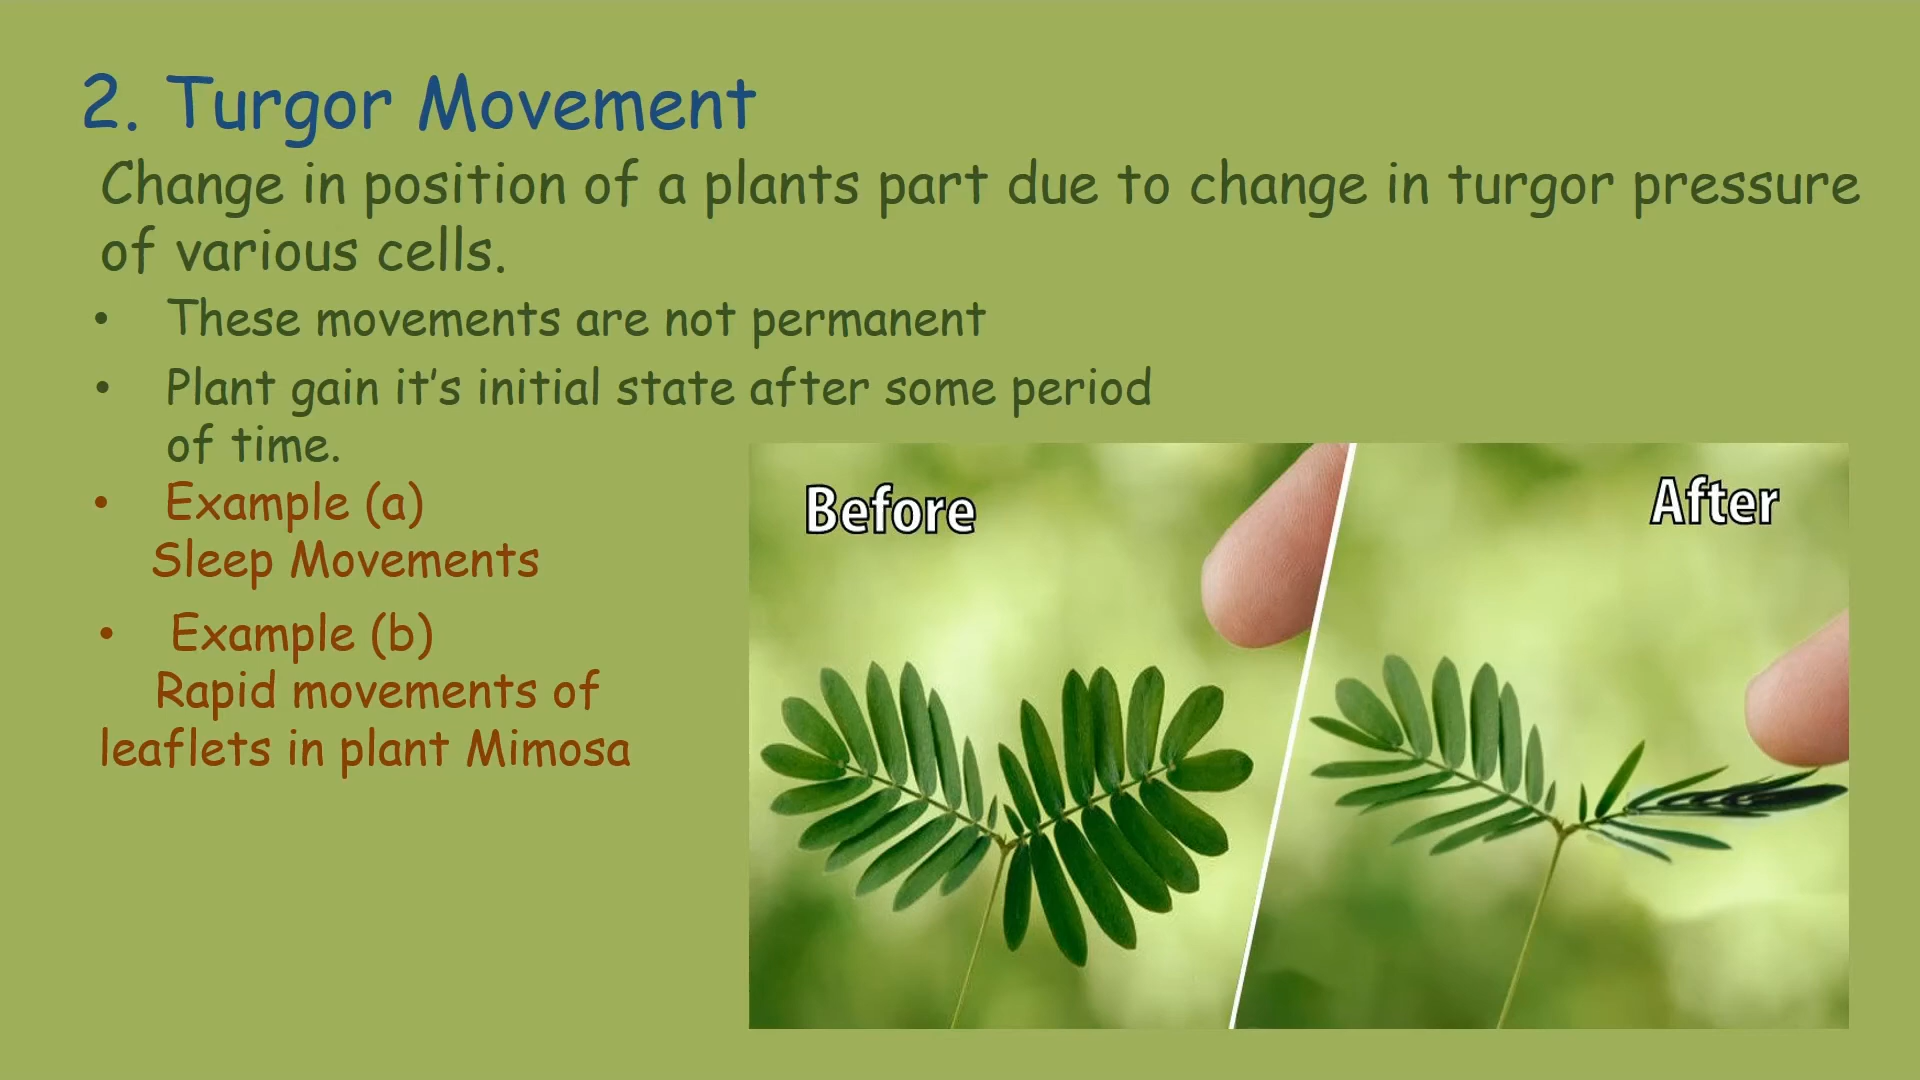 2. Turgor Movement
Change in position of a plants part due to change in turgor pressure
of various cells.
• These movements are not permanent
• Plant gain it's initial state after some period
of time.
• Example (a)
Sleep Movements
• Example (b)
Rapid movements of
leaflets in plant Mimosa
Before
After